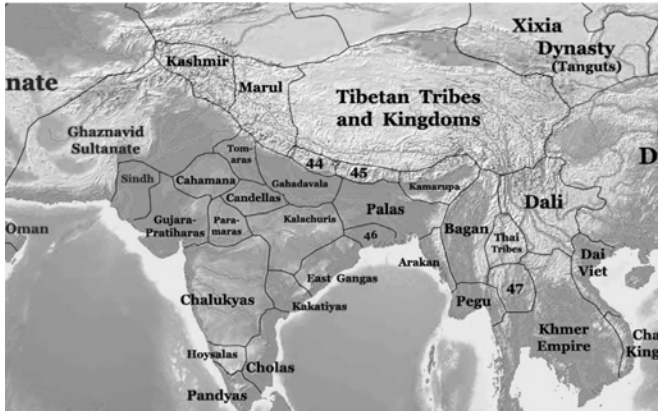 Xixia
Dynasty
(Tanguts)
Kashmir
nate
Marul
Tibetan Tribes
and Kingdoms
Ghaznavid
Sultanate
Tom-
aras
44
45
D
Sindh
Cahamana
Gahadavala
Kamarupa
Candellas
Dali
Gujara-
Pratiharas
Para-
maras
Kalachuris
Palas
Oman
46
Bagan
Thai
Tribes
Dai
Viet
Arakan
East Gangas
Chalukyas
Kakatiyas
Pegu
47
Khmer
Empire
Cha
King
Hoysalas
Cholas
Pandyas